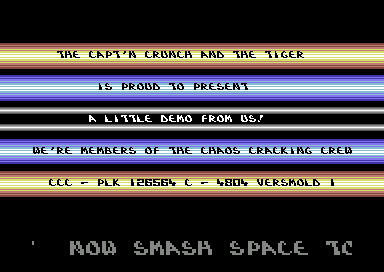 THE CAPT'N CRUNCH AND THE TIGER
IS PROUD TO PRESENT
A LITTLE DEMO FROM US!
WE'RE MEMBERS OF THE CHAOS CRACKING CREW
CCC - PLK 126564 C - 4804 VERSMOLD 1
' NOW SMASH SPACE TO